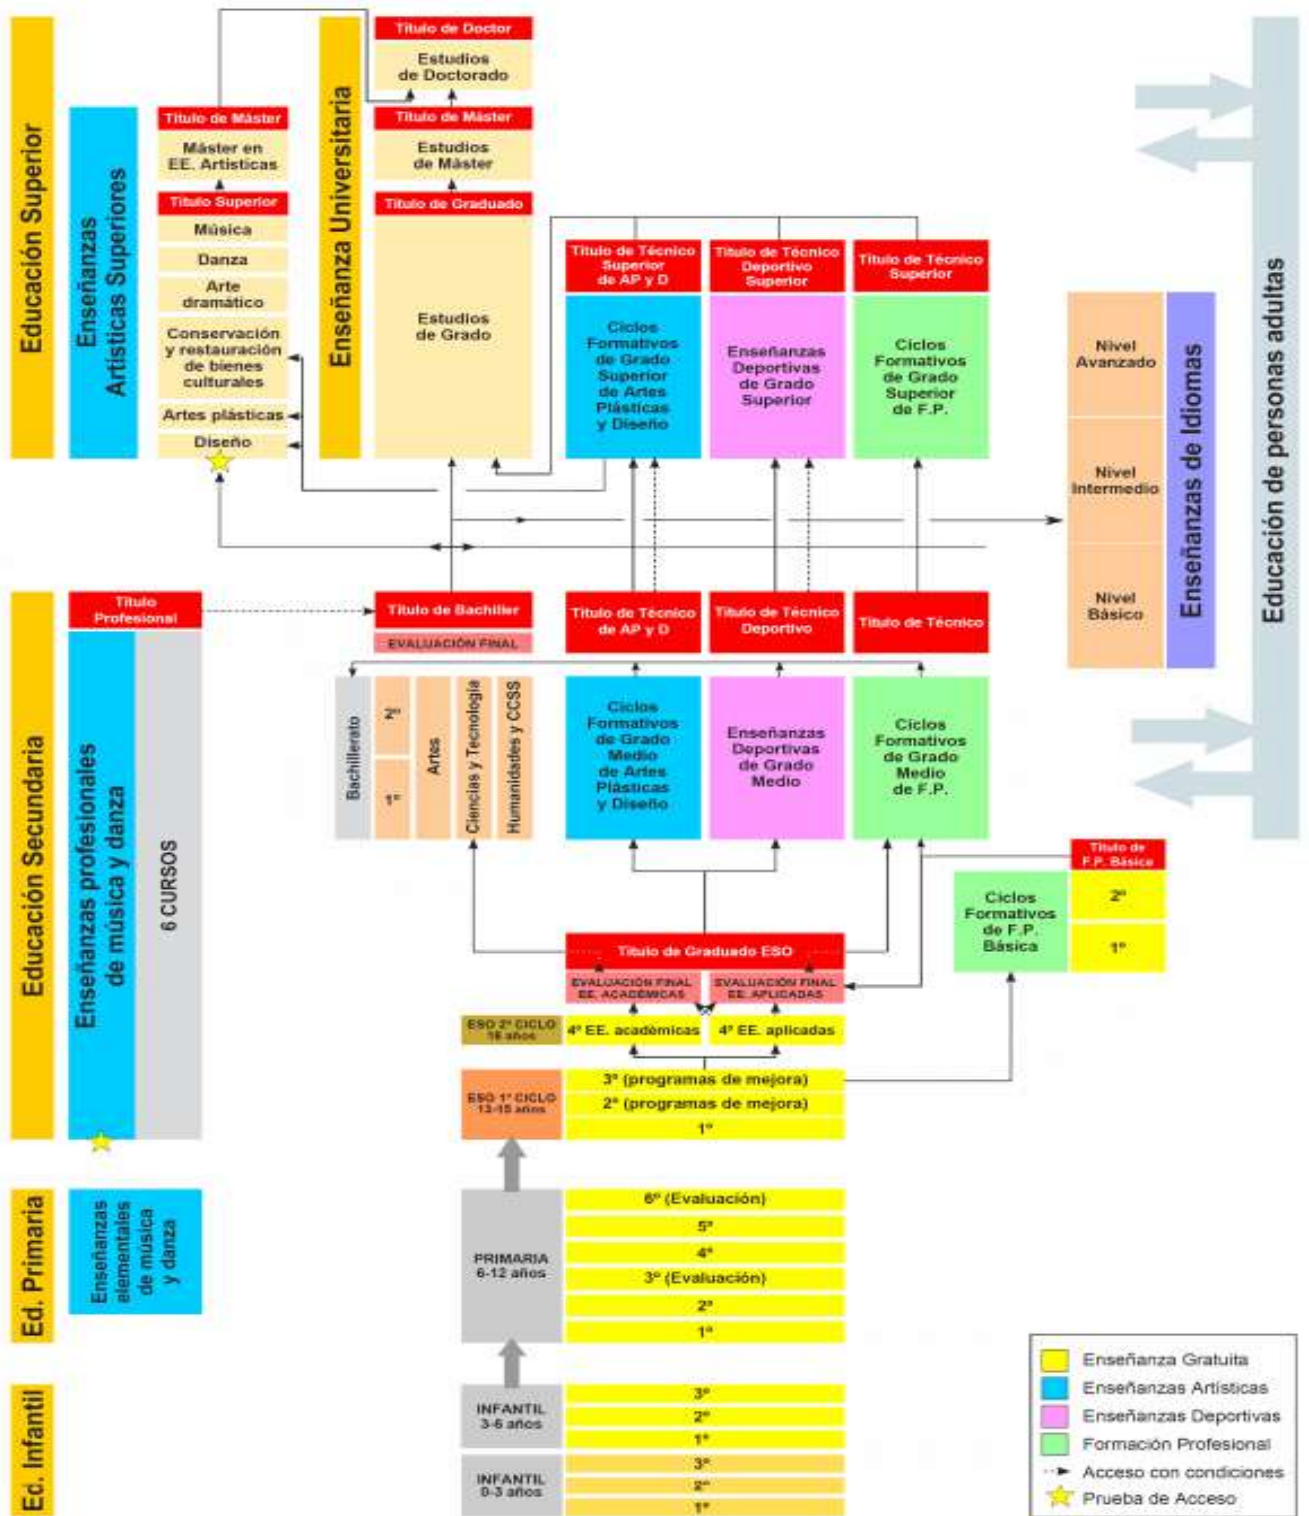 Educación Superior
Enseñanzas
Artísticas Superiores
Título de Máster
Máster en
EE. Artísticas
Título Superior
Música
Danza
Arte
dramático
Conservación
y restauración
de bienes
culturales
Artes plásticas
Diseño
Enseñanza Universitaria
Título de Doctor
Estudios
de Doctorado
Título de Máster
Estudios
de Máster
Título de Graduado
Estudios
de Grado
Título de Técnico
Superior
de AP y D
Ciclos
Formativos
de Grado
Superior
de Artes
Plásticas
y Diseño
Título de Técnico
Deportivo
Superior
Enseñanzas
Deportivas
de Grado
Superior
Título de Técnico
Superior
Ciclos
Formativos
de Grado
Superior
de F.P.
Nivel
Avanzado
Nivel
Intermedio
Nivel
Básico
Enseñanzas de Idiomas
Educación de personas adultas
Educación Secundaria
Título
Profesional
Enseñanzas profesionales
de música y danza
6 CURSOS
Título de Bachiller
EVALUACIÓN FINAL
Bachillerato
2º
1º
Artes
Ciencias y Tecnología
Humanidades y CCSS
Título de Técnico
de AP y D
Ciclos
Formativos
de Grado
Medio
de Artes
Plásticas
y Diseño
Título de Técnico
Deportivo
Enseñanzas
Deportivas
de Grado
Medio
Título de Técnico
Ciclos
Formativos
de Grado
Medio
de F.P.
Título de
F.P. Básica
Ciclos
Formativos
de F.P.
Básica
2º
1º
Título de Graduado ESO
EVALUACIÓN FINAL
EE. ACADÉMICAS
EVALUACIÓN FINAL
EE. APLICADAS
ESO 2º CICLO
16 años
4º EE. académicas
4º EE. aplicadas
ESO 1º CICLO
13-15 años
3º (programas de mejora)
2º (programas de mejora)
1º
Ed. Primaria
Enseñanzas
elementales
de música
y danza
PRIMARIA
6-12 años
6º (Evaluación)
5º
4º
3º (Evaluación)
2º
1º
Ed. Infantil
INFANTIL
3-6 años
3º
2º
1º
INFANTIL
0-3 años
3º
2º
1º
Enseñanza Gratuita
Enseñanzas Artísticas
Enseñanzas Deportivas
Formación Profesional
Acceso con condiciones
Prueba de Acceso